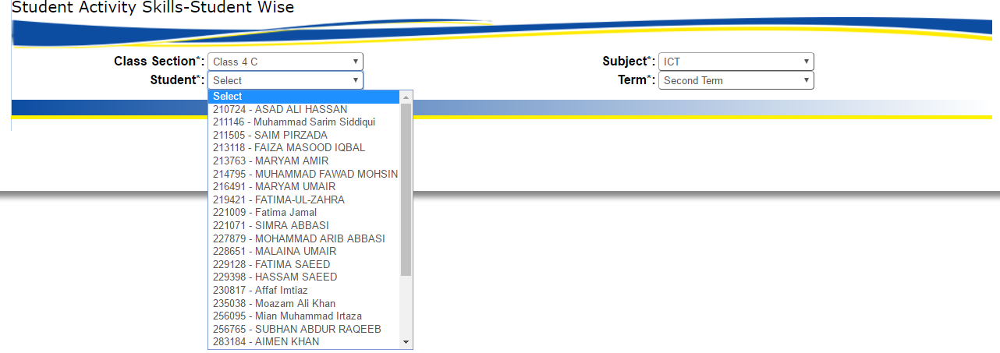 Student Activity Skills-Student Wise
Class Section*: Class 4 C Subject*: ICT
Student*: Select Term*: Second Term
Select
210724 - ASAD ALI HASSAN
211146 - Muhammad Sarim Siddiqui
211505 - SAIM PIRZADA
213118 - FAIZA MASOOD IQBAL
213763 - MARYAM AMIR
214795 - MUHAMMAD FAWAD MOHSIN
216491 - MARYAM UMAIR
219421 - FATIMA-UL-ZAHRA
221009 - Fatima Jamal
221071 - SIMRA ABBASI
227879 - MOHAMMAD ARIB ABBASI
228651 - MALAINA UMAIR
229128 - FATIMA SAEED
229398 - HASSAM SAEED
230817 - Affaf Imtiaz
235038 - Moazam Ali Khan
256095 - Mian Muhammad Irtaza
256765 - SUBHAN ABDUR RAQEEB
283184 - AIMEN KHAN